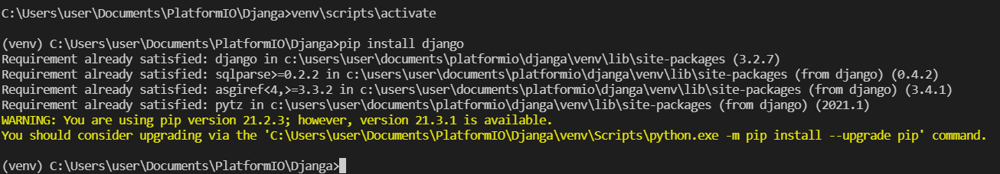 C:\Users\user\Documents\PlatformIO\Djanga>venv\scripts\activate
(venv) C:\Users\user\Documents\PlatformIO\Djanga>pip install django
Requirement already satisfied: django in c:\users\user\documents\platformio\djanga\venv\lib\site-packages (3.2.7)
Requirement already satisfied: sqlparse>=0.2.2 in c:\users\user\documents\platformio\djanga\venv\lib\site-packages (from django) (0.4.2)
Requirement already satisfied: asgiref<4,>=3.3.2 in c:\users\user\documents\platformio\djanga\venv\lib\site-packages (from django) (3.4.1)
Requirement already satisfied: pytz in c:\users\user\documents\platformio\djanga\venv\lib\site-packages (from django) (2021.1)
WARNING: You are using pip version 21.2.3; however, version 21.3.1 is available.
You should consider upgrading via the 'C:\Users\user\Documents\PlatformIO\Djanga\venv\Scripts\python.exe -m pip install --upgrade pip' command.
(venv) C:\Users\user\Documents\PlatformIO\Djanga>